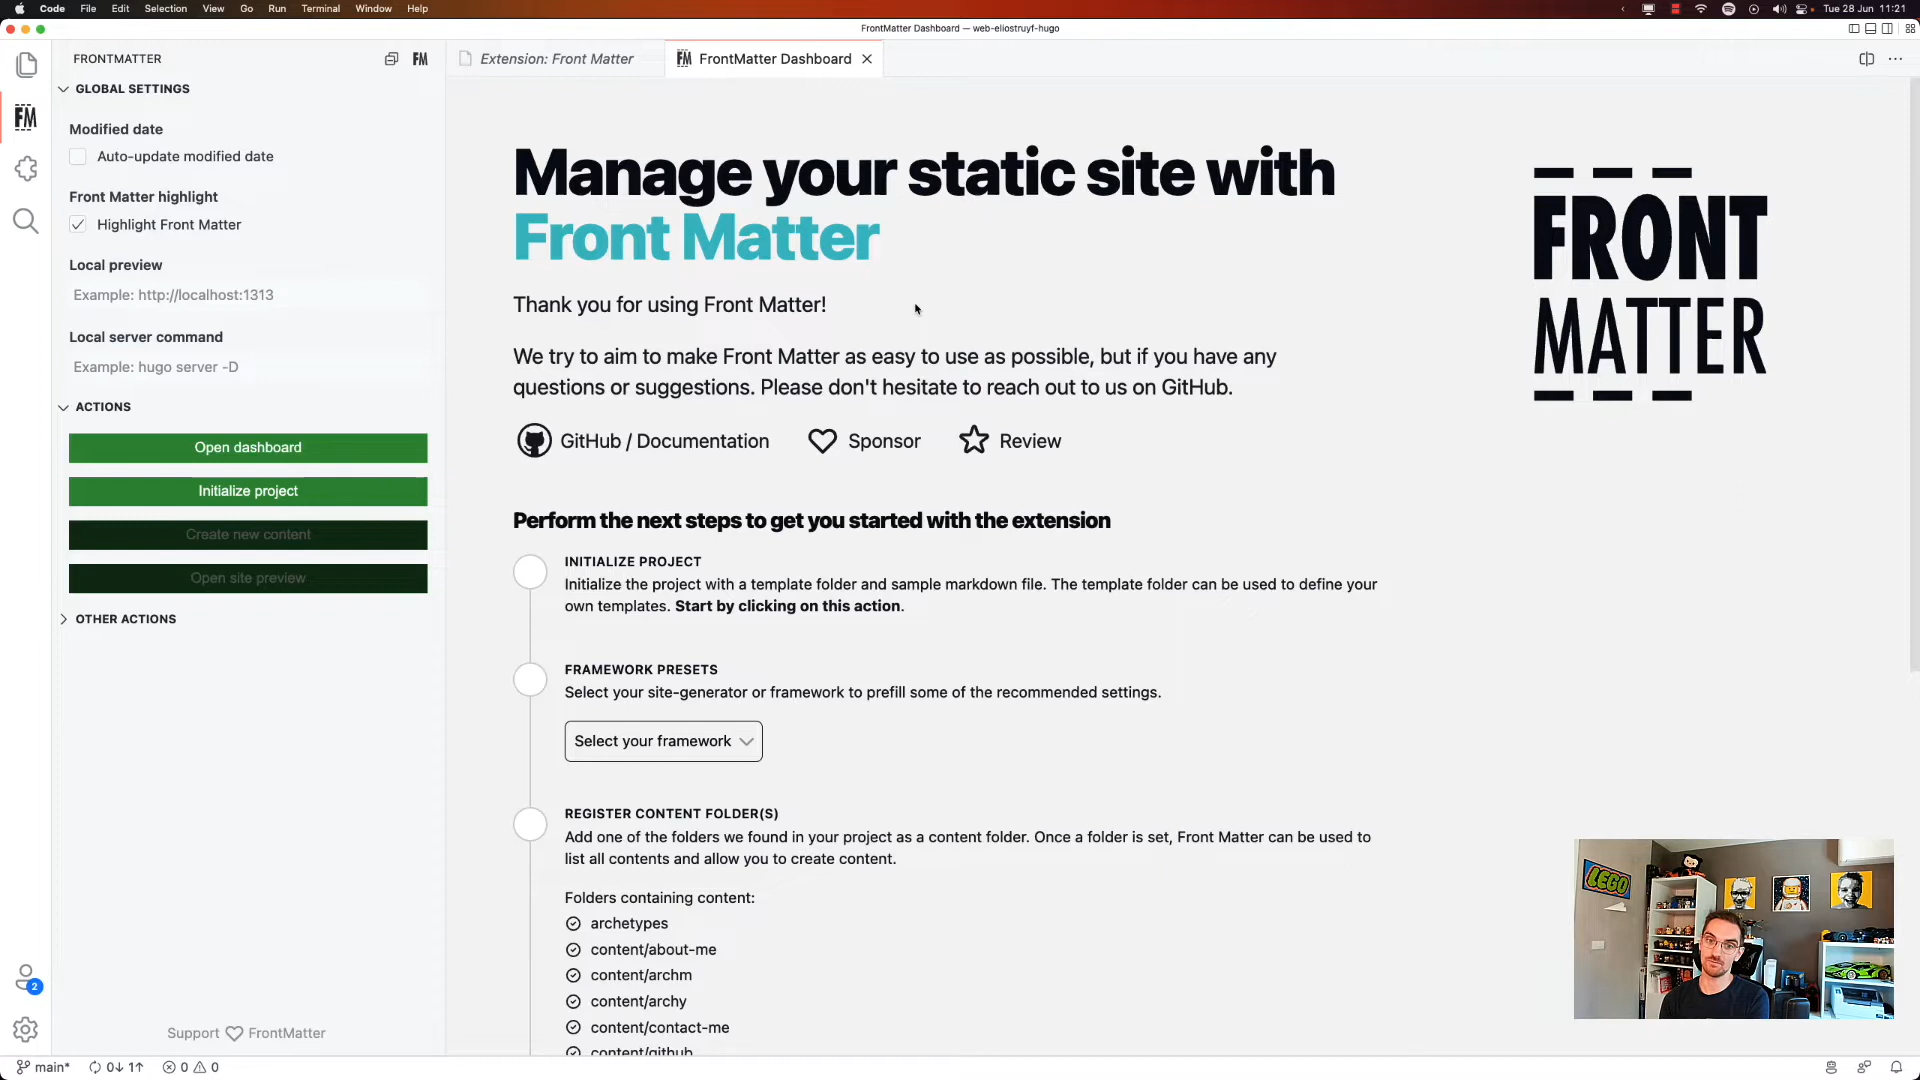 Code File Edit Selection View Go Run Terminal Window Help
Tue 28 Jun 11:21
FrontMatter Dashboard — web-eliostruyf-hugo
FRONTMATTER
FM
Extension: Front Matter
FM FrontMatter Dashboard
GLOBAL SETTINGS
FM
Modified date
Auto-update modified date
Front Matter highlight
Highlight Front Matter
Local preview
Example: http://localhost:1313
Local server command
Example: hugo server -D
ACTIONS
Open dashboard
Initialize project
Create new content
Open site preview
OTHER ACTIONS
Support FrontMatter
2
Manage your static site with
Front Matter
FRONT
MATTER
Thank you for using Front Matter!
We try to aim to make Front Matter as easy to use as possible, but if you have any
questions or suggestions. Please don't hesitate to reach out to us on GitHub.
GitHub / Documentation Sponsor Review
Perform the next steps to get you started with the extension
INITIALIZE PROJECT
Initialize the project with a template folder and sample markdown file. The template folder can be used to define your
own templates. Start by clicking on this action.
FRAMEWORK PRESETS
Select your site-generator or framework to prefill some of the recommended settings.
Select your framework
REGISTER CONTENT FOLDER(S)
Add one of the folders we found in your project as a content folder. Once a folder is set, Front Matter can be used to
list all contents and allow you to create content.
Folders containing content:
archetypes
content/about-me
content/archm
content/archy
content/contact-me
content/github
LEGO
main* 0↓ 1↑ 0 0